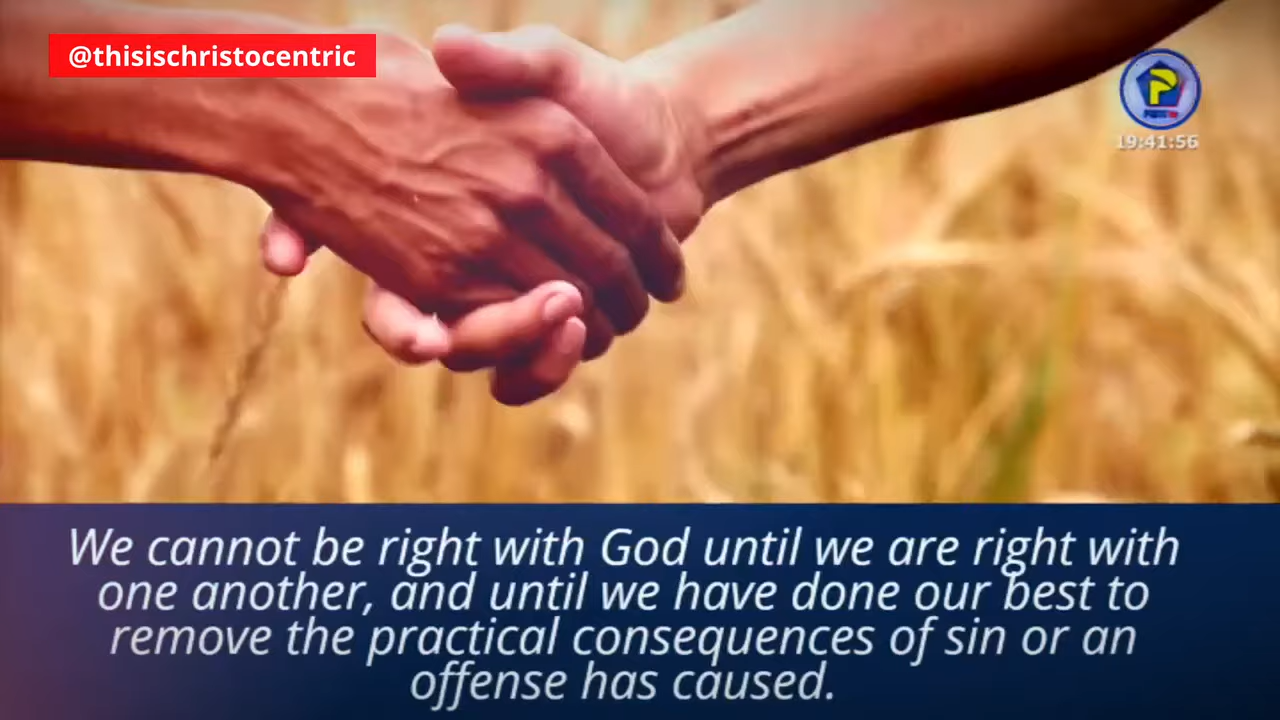 @thisischristocentric
P
19:41:56
We cannot be right with God until we are right with
one another, and until we have done our best to
remove the practical consequences of sin or an
offense has caused.